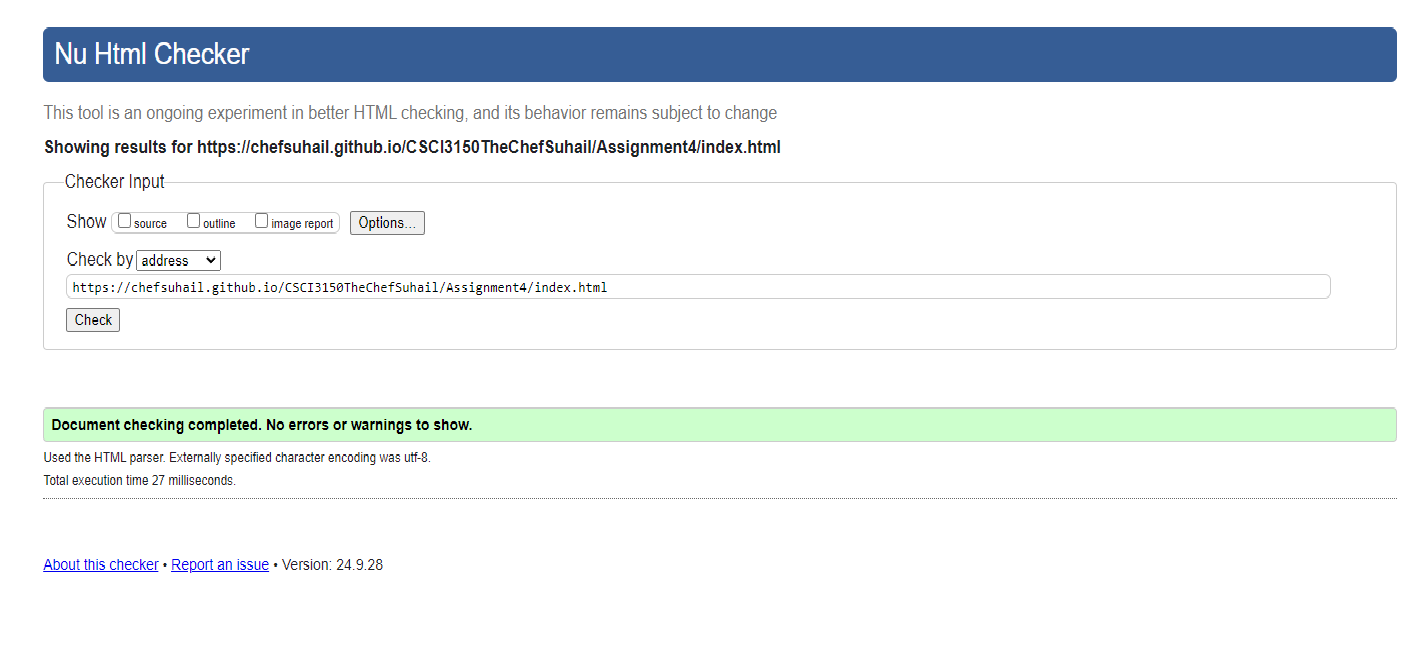 Nu Html Checker
This tool is an ongoing experiment in better HTML checking, and its behavior remains subject to change
Showing results for https://chefsuhail.github.io/CSCI3150TheChefSuhail/Assignment4/index.html
Checker Input
Show source outline image report Options...
Check by address
https://chefsuhail.github.io/CSCI3150TheChefSuhail/Assignment4/index.html
Check
Document checking completed. No errors or warnings to show.
Used the HTML parser. Externally specified character encoding was utf-8.
Total execution time 27 milliseconds.
About this checker • Report an issue • Version: 24.9.28